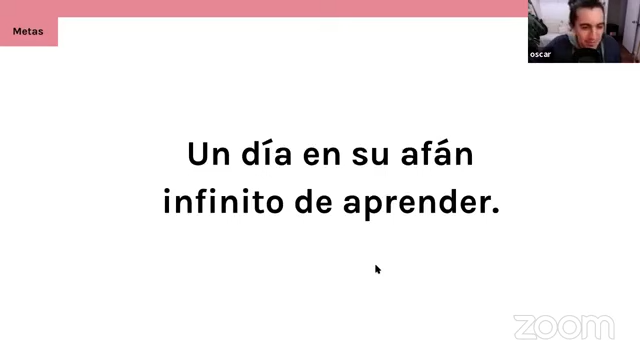 Metas
oscar
Un día en su afán
infinito de aprender.
zoom